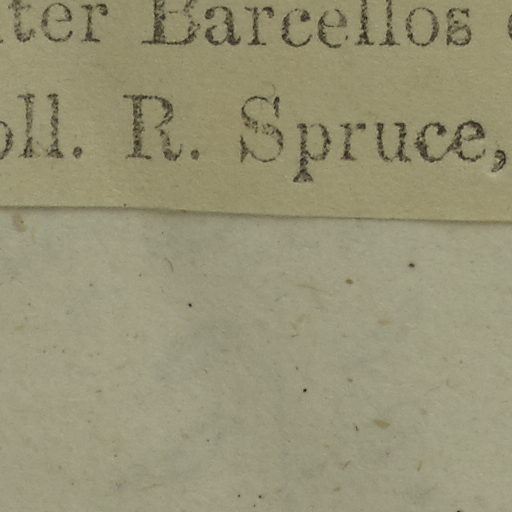 ter Barcellos
oll. R. Spruce,